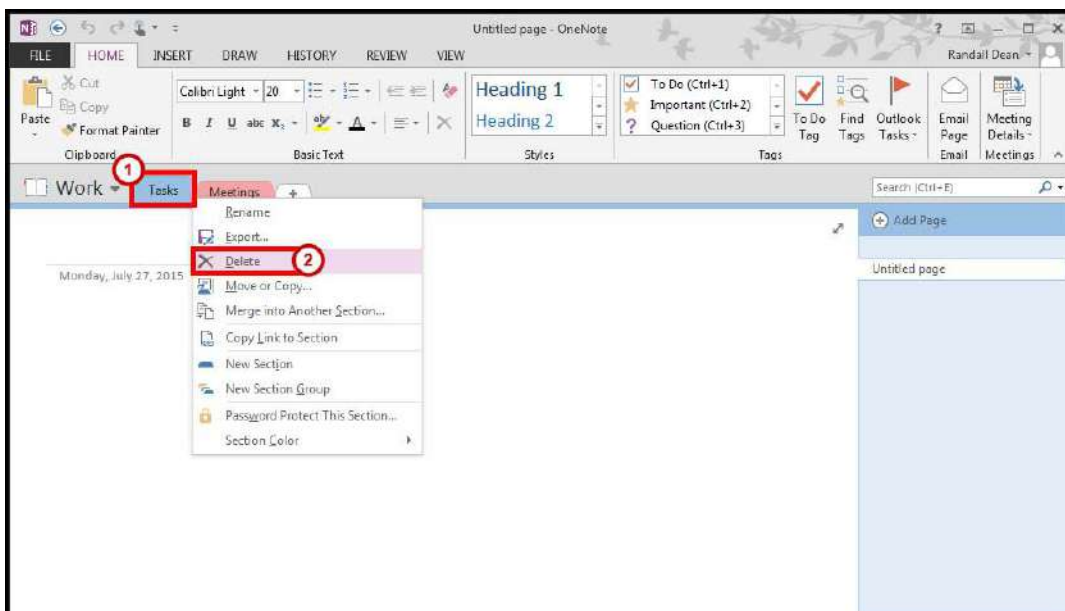 Untitled page - OneNote
FILE HOME INSERT DRAW HISTORY REVIEW VIEW
Randall Dean
Paste
Cut
Copy
Format Painter
Clipboard
Calibri Light 20
B I U abc X₂ A
Basic Text
Heading 1
Heading 2
Styles
To Do (Ctrl+1)
Important (Ctrl+2)
Question (Ctrl+3)
Tags
To Do Tag
Find Tags
Outlook Tasks
Email Page
Email
Meeting Details
Meetings
1
Work Tasks Meetings +
Search (Ctrl+E)
Rename
Export...
Delete 2
Move or Copy...
Merge into Another Section...
Copy Link to Section
New Section
New Section Group
Password Protect This Section...
Section Color
Monday, July 27, 2015
Add Page
Untitled page